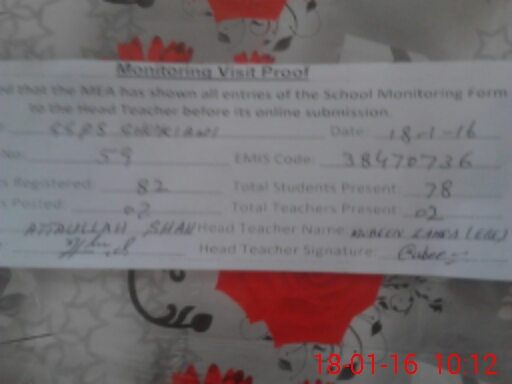 Monitoring Visit Proof
that the MEA has shown all entries of the School Monitoring Form
to the Head Teacher before its online submission.
Date: 18-1-16
59 EMIS Code: 38470736
Registered: 82 Total Students Present: 78
Posted: 02 Total Teachers Present: 02
ATTAULLAH SHAH Head Teacher Name:
Head Teacher Signature:
18-01-16 10:12